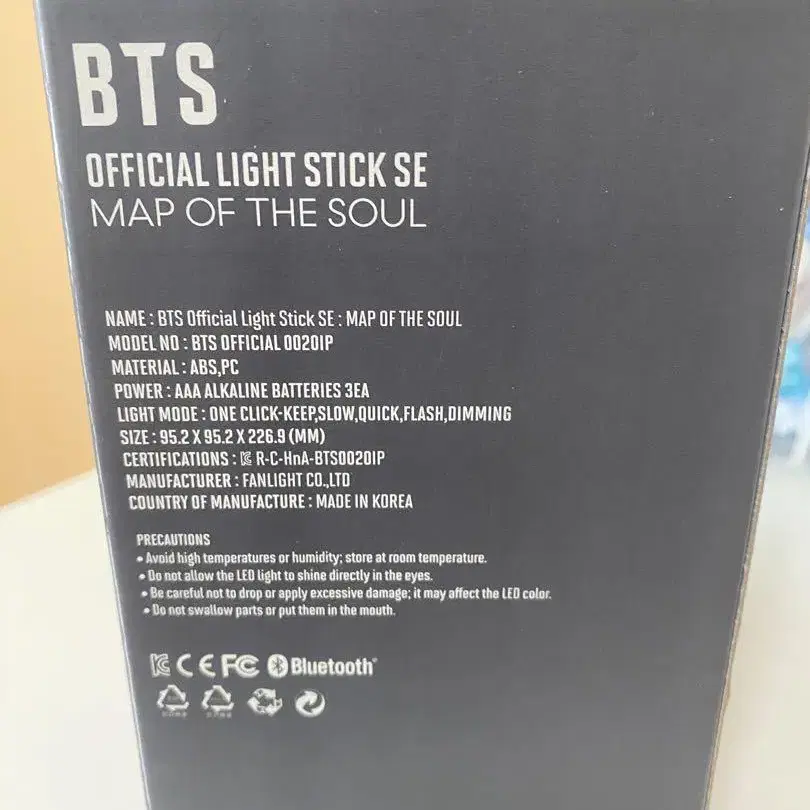 BTS
OFFICIAL LIGHT STICK SE
MAP OF THE SOUL
NAME : BTS Official Light Stick SE : MAP OF THE SOUL
MODEL NO : BTS OFFICIAL 0020IP
MATERIAL : ABS,PC
POWER : AAA ALKALINE BATTERIES 3EA
LIGHT MODE : ONE CLICK-KEEP,SLOW,QUICK,FLASH,DIMMING
SIZE : 95.2 X 95.2 X 226.9 (MM)
CERTIFICATIONS : R-C-HnA-BTS0020IP
MANUFACTURER : FANLIGHT CO.,LTD
COUNTRY OF MANUFACTURE : MADE IN KOREA
PRECAUTIONS
• Avoid high temperatures or humidity; store at room temperature.
• Do not allow the LED light to shine directly in the eyes.
• Be careful not to drop or apply excessive damage; it may affect the LED color.
• Do not swallow parts or put them in the mouth.
CE FC Bluetooth®